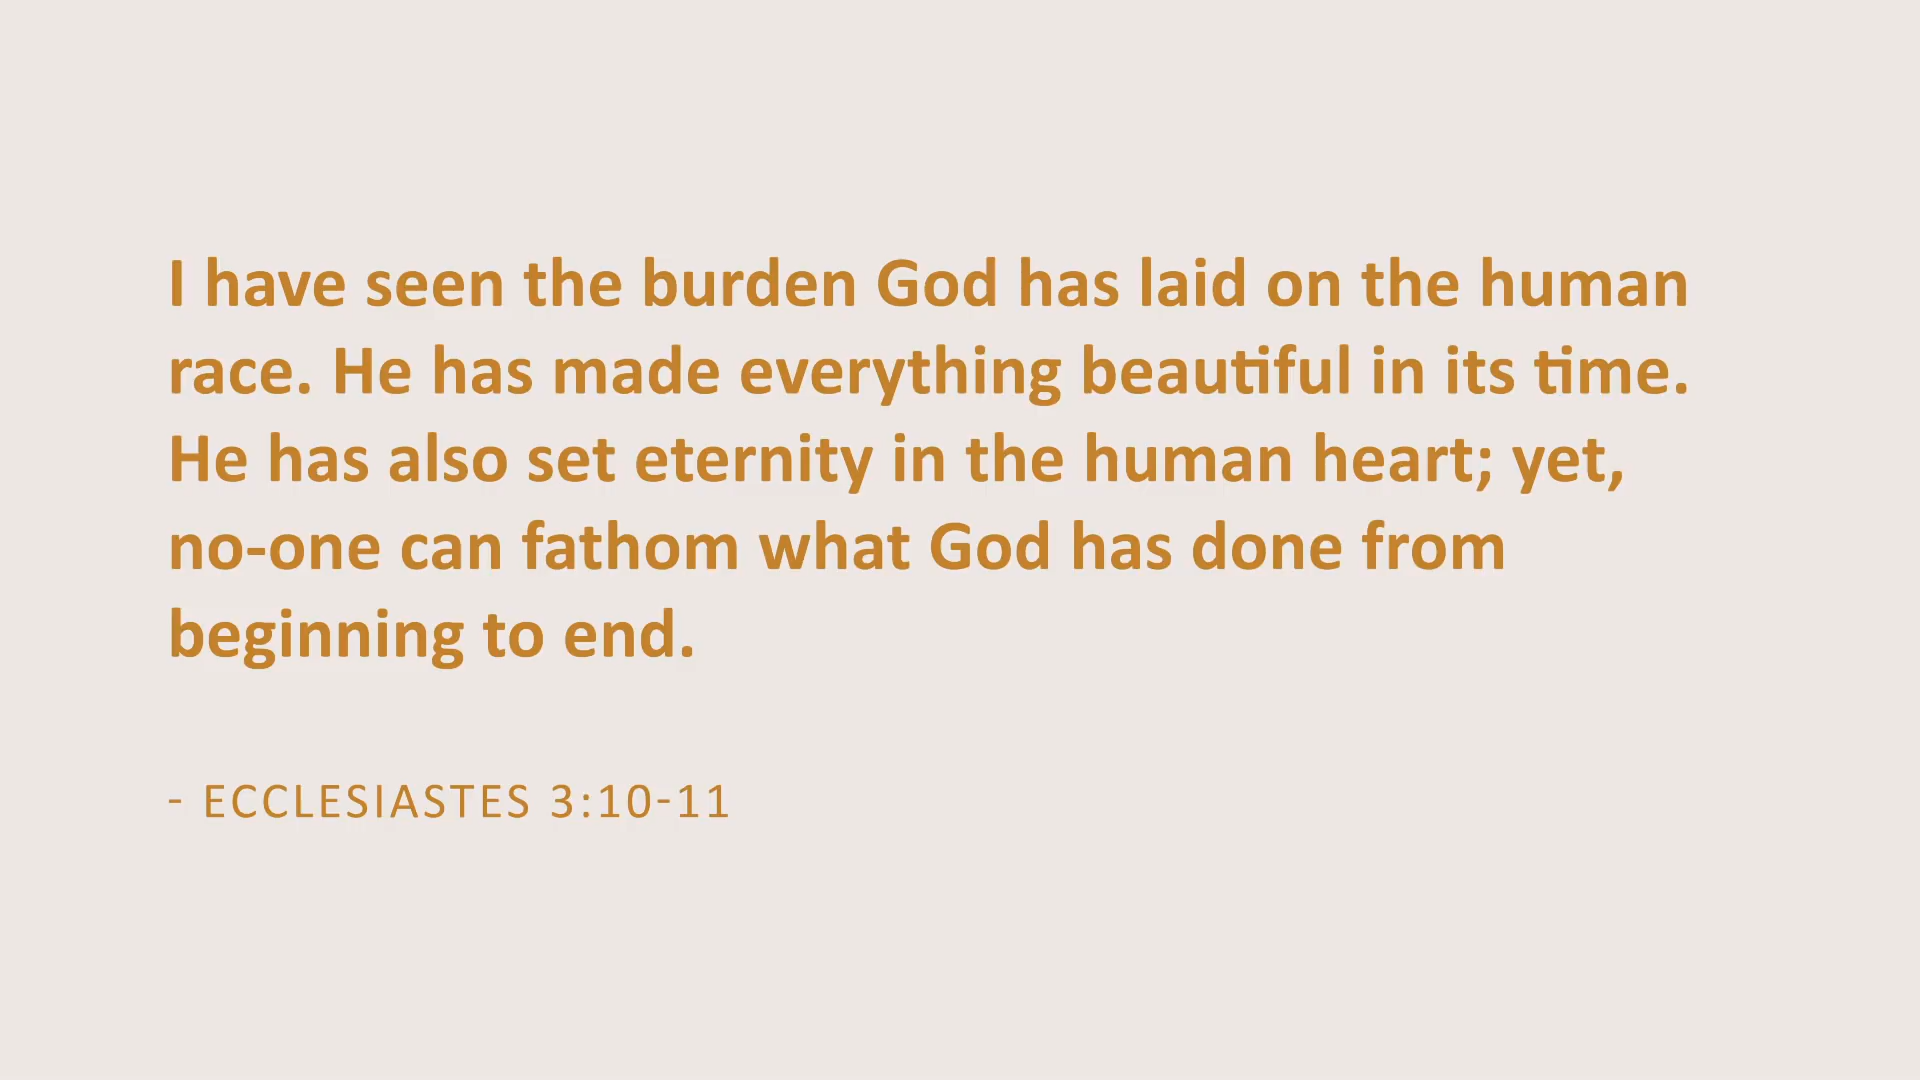 I have seen the burden God has laid on the human
race. He has made everything beautiful in its time.
He has also set eternity in the human heart; yet,
no-one can fathom what God has done from
beginning to end.
- ECCLESIASTES 3:10-11